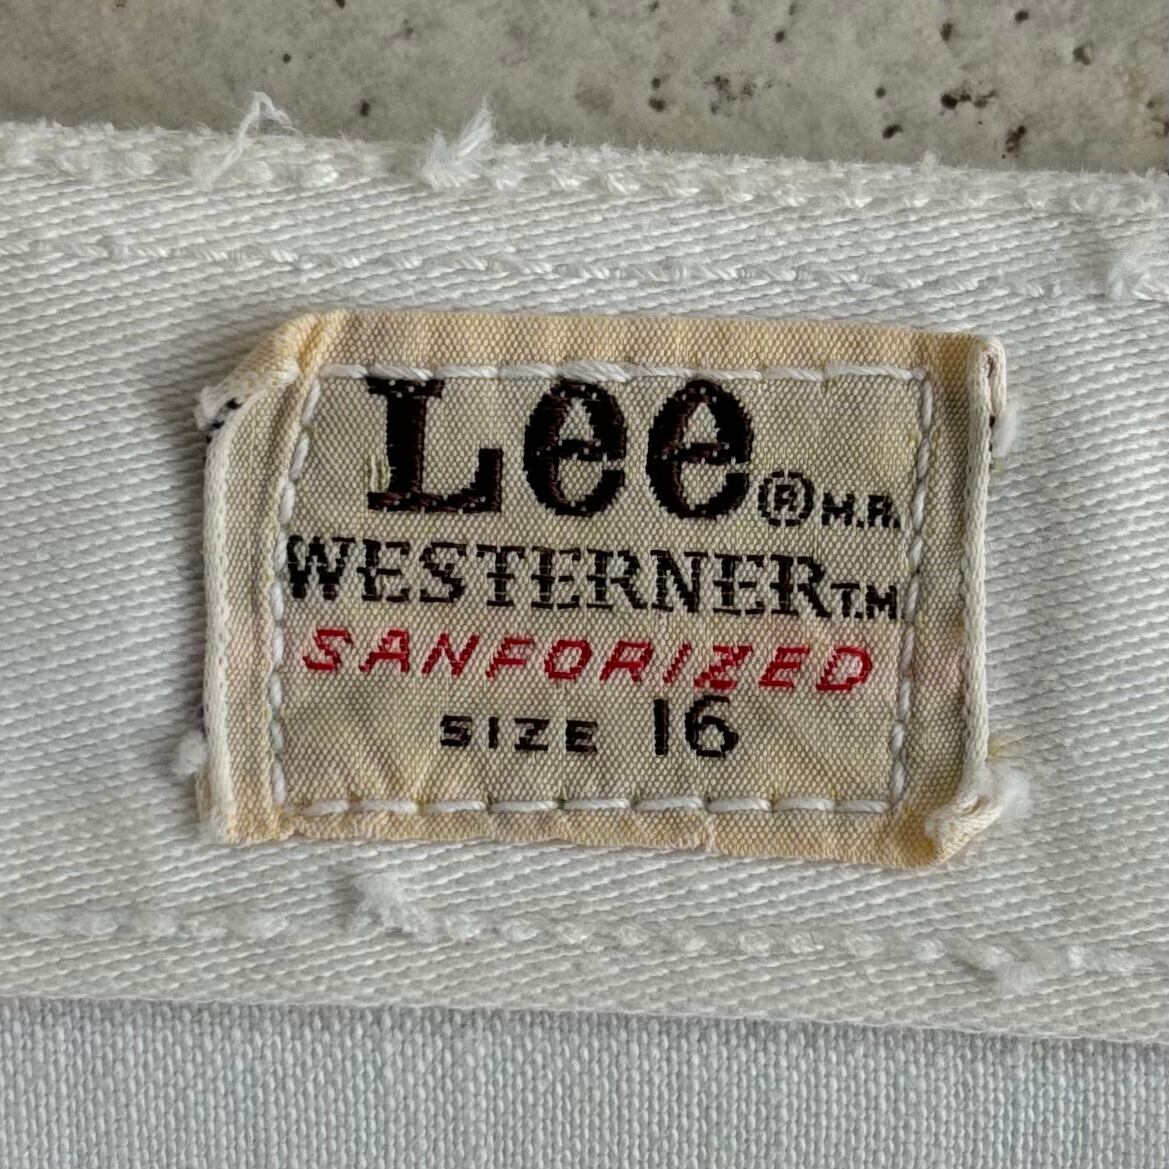 Lee® M.R.
WESTERNER T.M.
SANFORIZED
SIZE 16